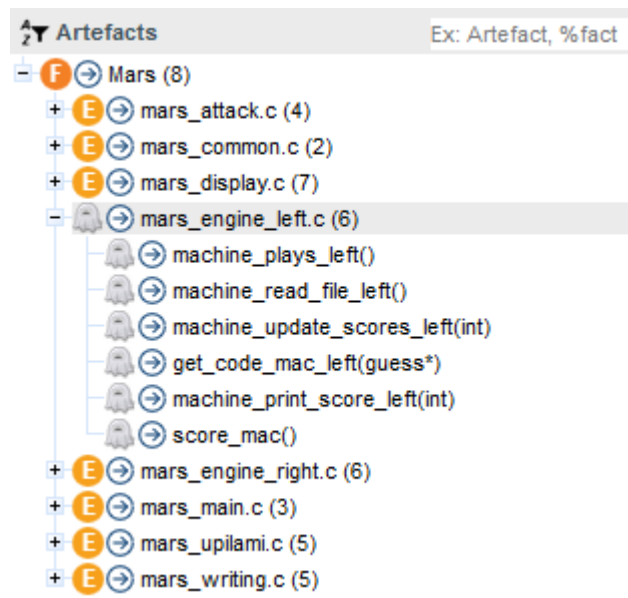 A Z Artefacts Ex: Artefact, %fact
F Mars (8)
E mars_attack.c (4)
E mars_common.c (2)
E mars_display.c (7)
mars_engine_left.c (6)
machine_plays_left()
machine_read_file_left()
machine_update_scores_left(int)
get_code_mac_left(guess*)
machine_print_score_left(int)
score_mac()
E mars_engine_right.c (6)
E mars_main.c (3)
E mars_upilami.c (5)
E mars_writing.c (5)